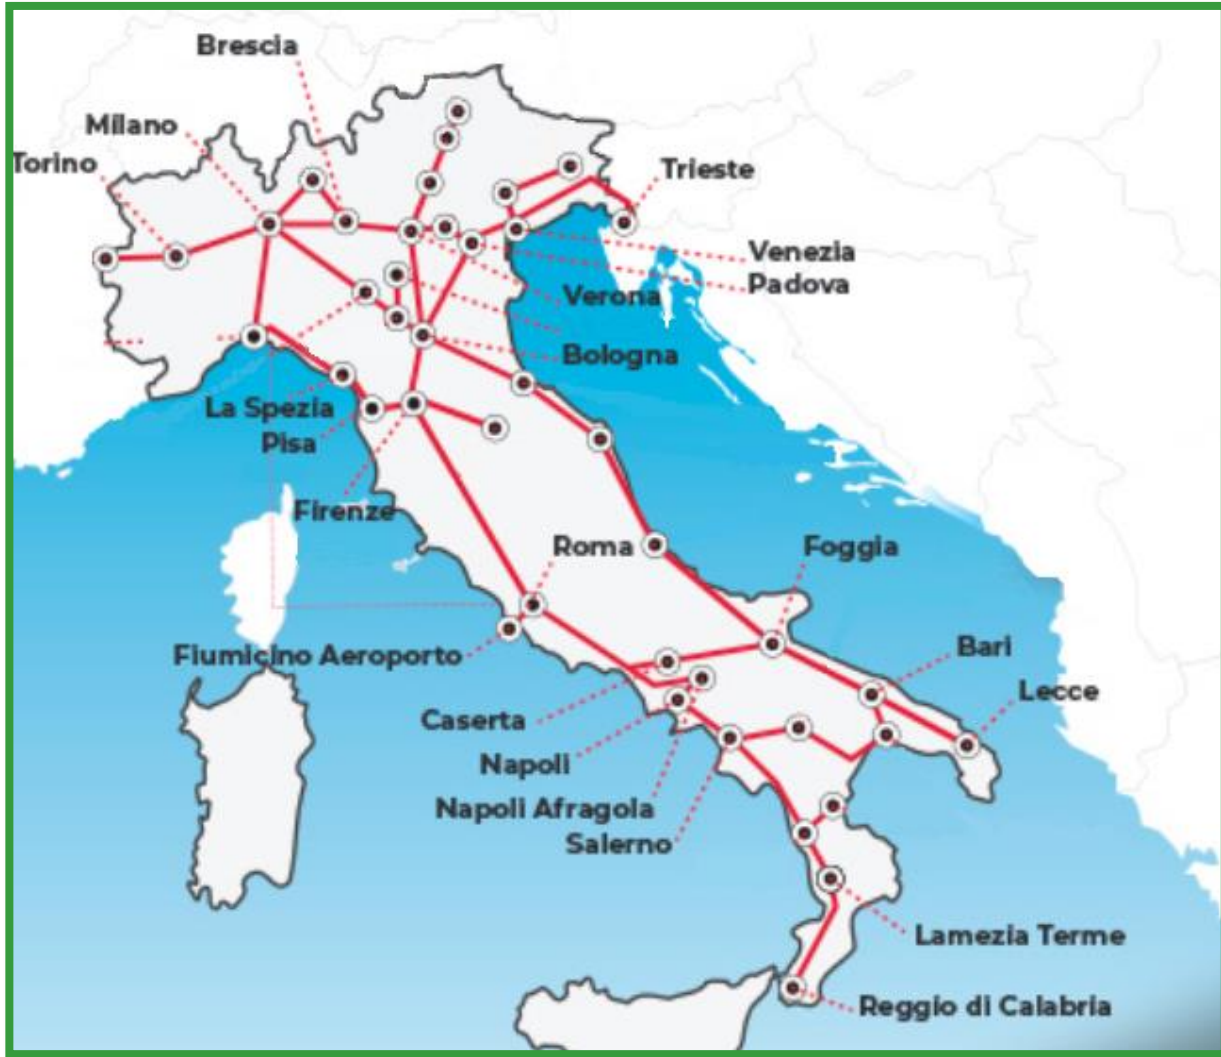 Brescia
Milano
Torino
Trieste
Venezia
Padova
Verona
Bologna
La Spezia
Pisa
Firenze
Roma
Foggia
Fiumicino Aeroporto
Bari
Lecce
Caserta
Napoli
Napoli Afragola
Salerno
Lamezia Terme
Reggio di Calabria